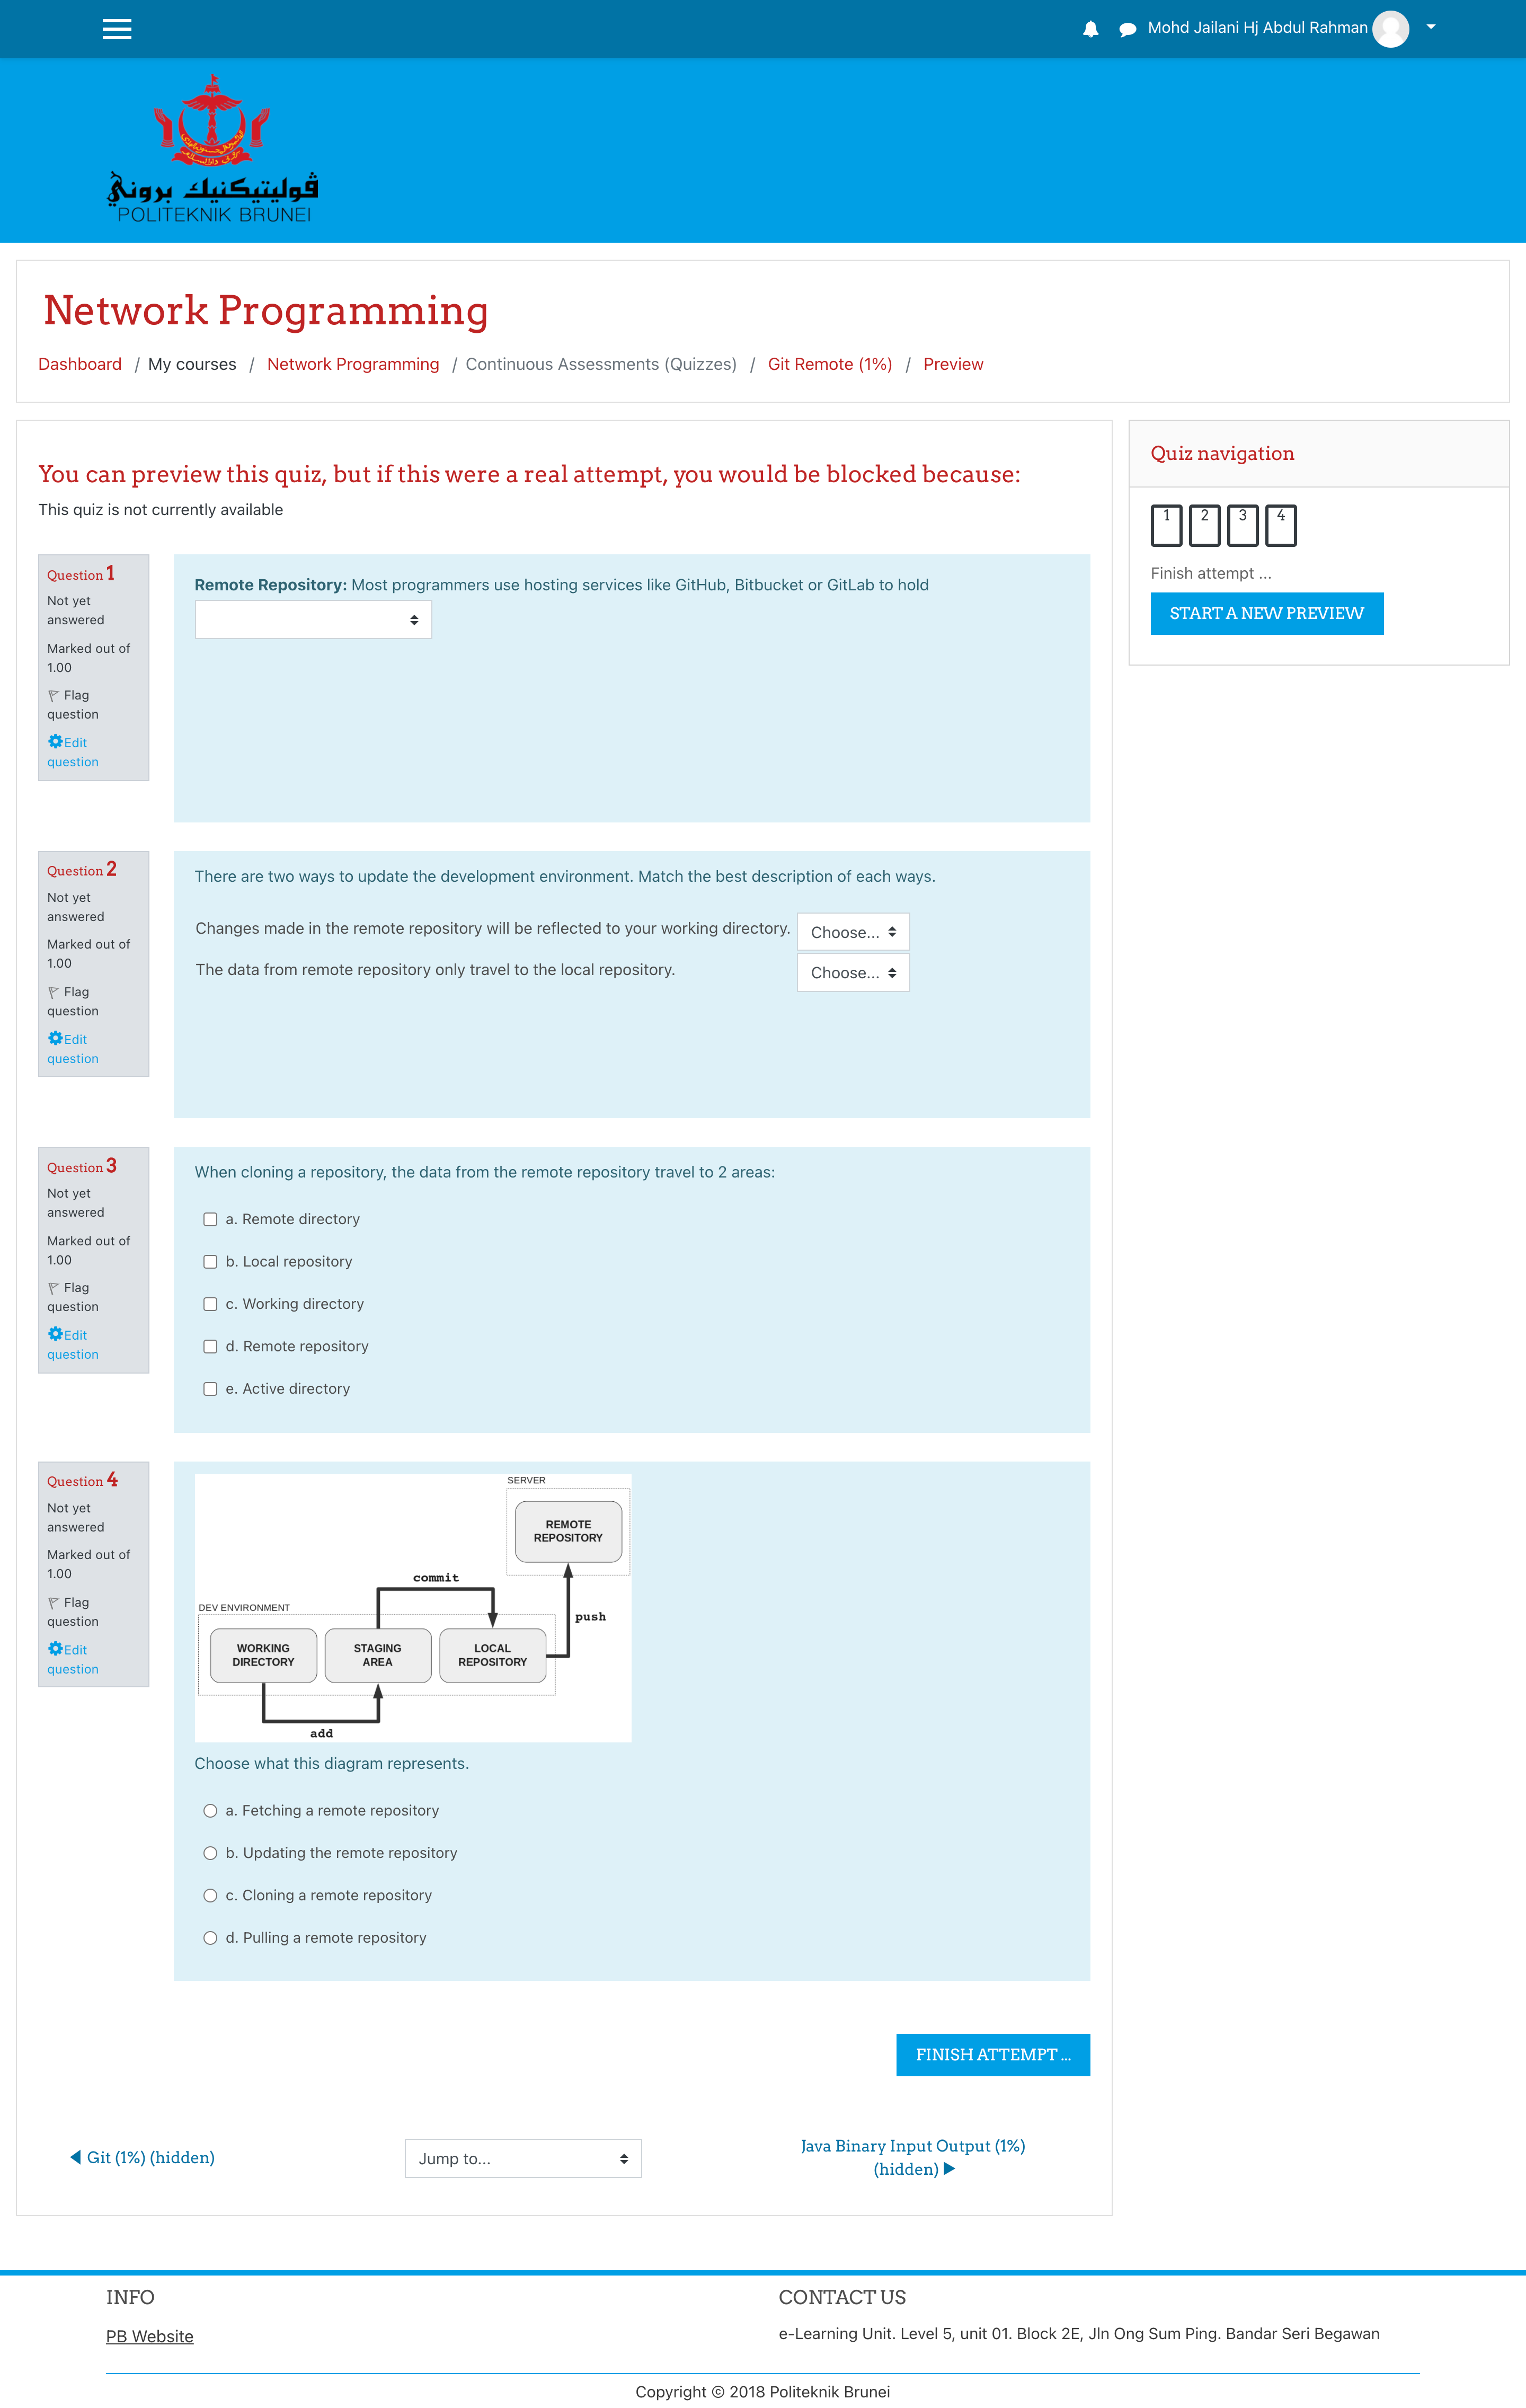 Mohd Jailani Hj Abdul Rahman
ڤوليتيكنيك بروني
POLITEKNIK BRUNEI
Network Programming
Dashboard / My courses / Network Programming / Continuous Assessments (Quizzes) / Git Remote (1%) / Preview
You can preview this quiz, but if this were a real attempt, you would be blocked because:
This quiz is not currently available
Question 1
Not yet
answered
Marked out of
1.00
Flag
question
Edit
question
Remote Repository: Most programmers use hosting services like GitHub, Bitbucket or GitLab to hold
Question 2
Not yet
answered
Marked out of
1.00
Flag
question
Edit
question
There are two ways to update the development environment. Match the best description of each ways.
Changes made in the remote repository will be reflected to your working directory. Choose...
The data from remote repository only travel to the local repository. Choose...
Question 3
Not yet
answered
Marked out of
1.00
Flag
question
Edit
question
When cloning a repository, the data from the remote repository travel to 2 areas:
a. Remote directory
b. Local repository
c. Working directory
d. Remote repository
e. Active directory
Question 4
Not yet
answered
Marked out of
1.00
Flag
question
Edit
question
SERVER
REMOTE
REPOSITORY
commit
push
DEV ENVIRONMENT
WORKING
DIRECTORY
STAGING
AREA
LOCAL
REPOSITORY
add
Choose what this diagram represents.
a. Fetching a remote repository
b. Updating the remote repository
c. Cloning a remote repository
d. Pulling a remote repository
FINISH ATTEMPT ...
◀ Git (1%) (hidden)
Jump to...
Java Binary Input Output (1%)
(hidden) ▶
Quiz navigation
1 2 3 4
Finish attempt ...
START A NEW PREVIEW
INFO
PB Website
CONTACT US
e-Learning Unit. Level 5, unit 01. Block 2E, Jln Ong Sum Ping. Bandar Seri Begawan
Copyright © 2018 Politeknik Brunei